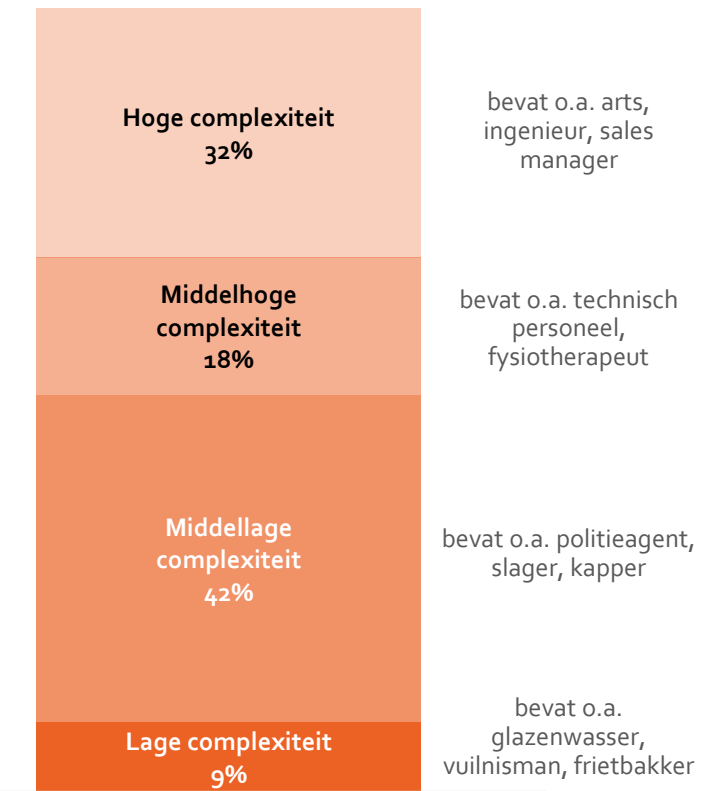 Hoge complexiteit
32%
bevat o.a. arts,
ingenieur, sales
manager
Middelhoge
complexiteit
18%
bevat o.a. technisch
personeel,
fysiotherapeut
Middellage
complexiteit
42%
bevat o.a. politieagent,
slager, kapper
Lage complexiteit
9%
bevat o.a.
glazenwasser,
vuilnisman, frietbakker